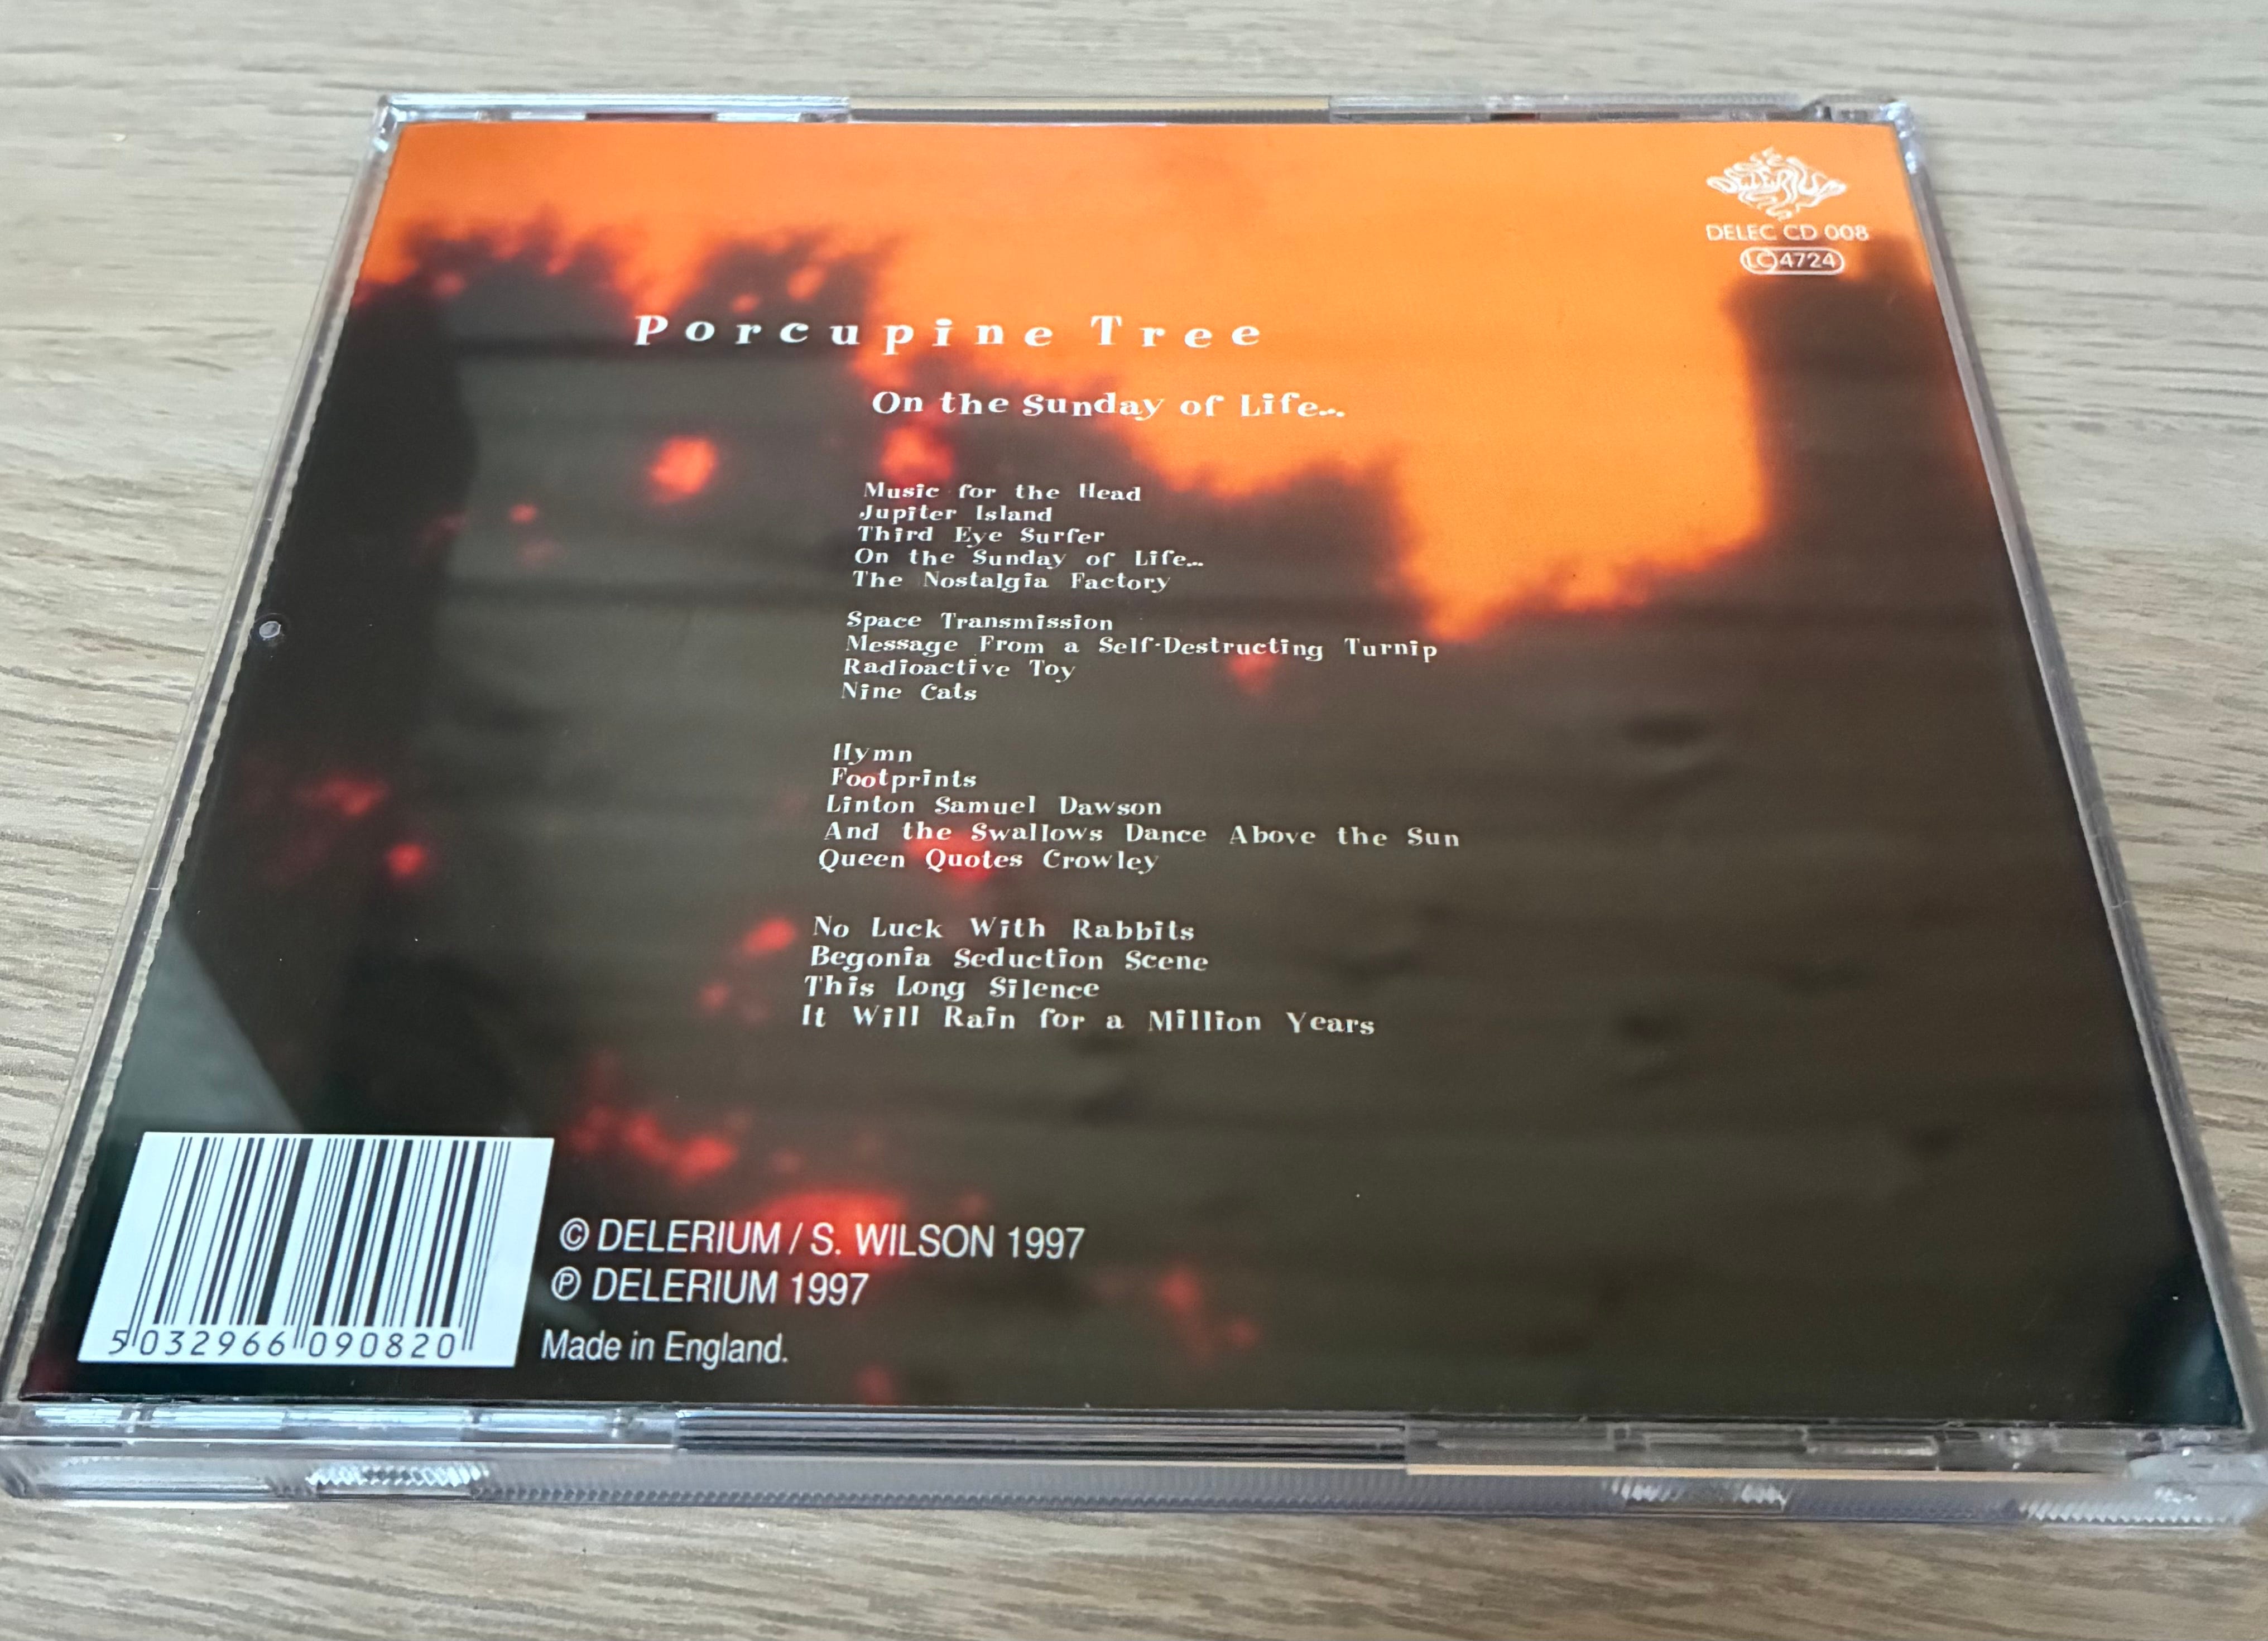 DELERIUM
DELEC CD 008
LC 4724
Porcupine Tree
On the Sunday of Life...
Music for the Head
Jupiter Island
Third Eye Surfer
On the Sunday of Life...
The Nostalgia Factory
Space Transmission
Message From a Self-Destructing Turnip
Radioactive Toy
Nine Cats
Hymn
Footprints
Linton Samuel Dawson
And the Swallows Dance Above the Sun
Queen Quotes Crowley
No Luck With Rabbits
Begonia Seduction Scene
This Long Silence
It Will Rain for a Million Years
© DELERIUM / S. WILSON 1997
℗ DELERIUM 1997
Made in England.
5 032966 090820